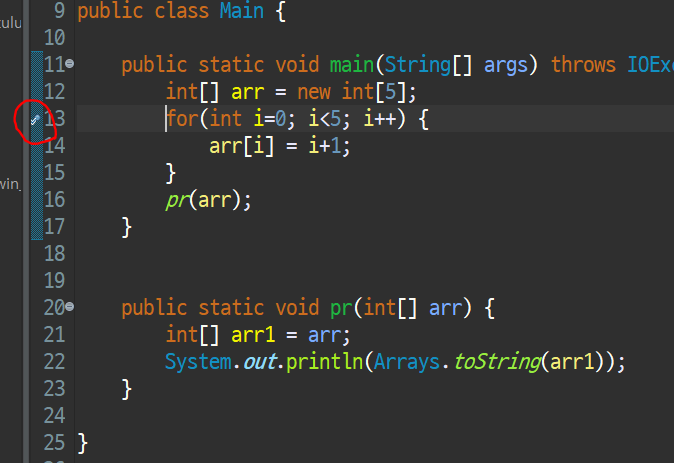 ulu
win_
9 public class Main {
10
11 public static void main(String[] args) throws IOExc
12 int[] arr = new int[5];
13 for(int i=0; i<5; i++) {
14 arr[i] = i+1;
15 }
16 pr(arr);
17 }
18
19
20 public static void pr(int[] arr) {
21 int[] arr1 = arr;
22 System.out.println(Arrays.toString(arr1));
23 }
24
25 }